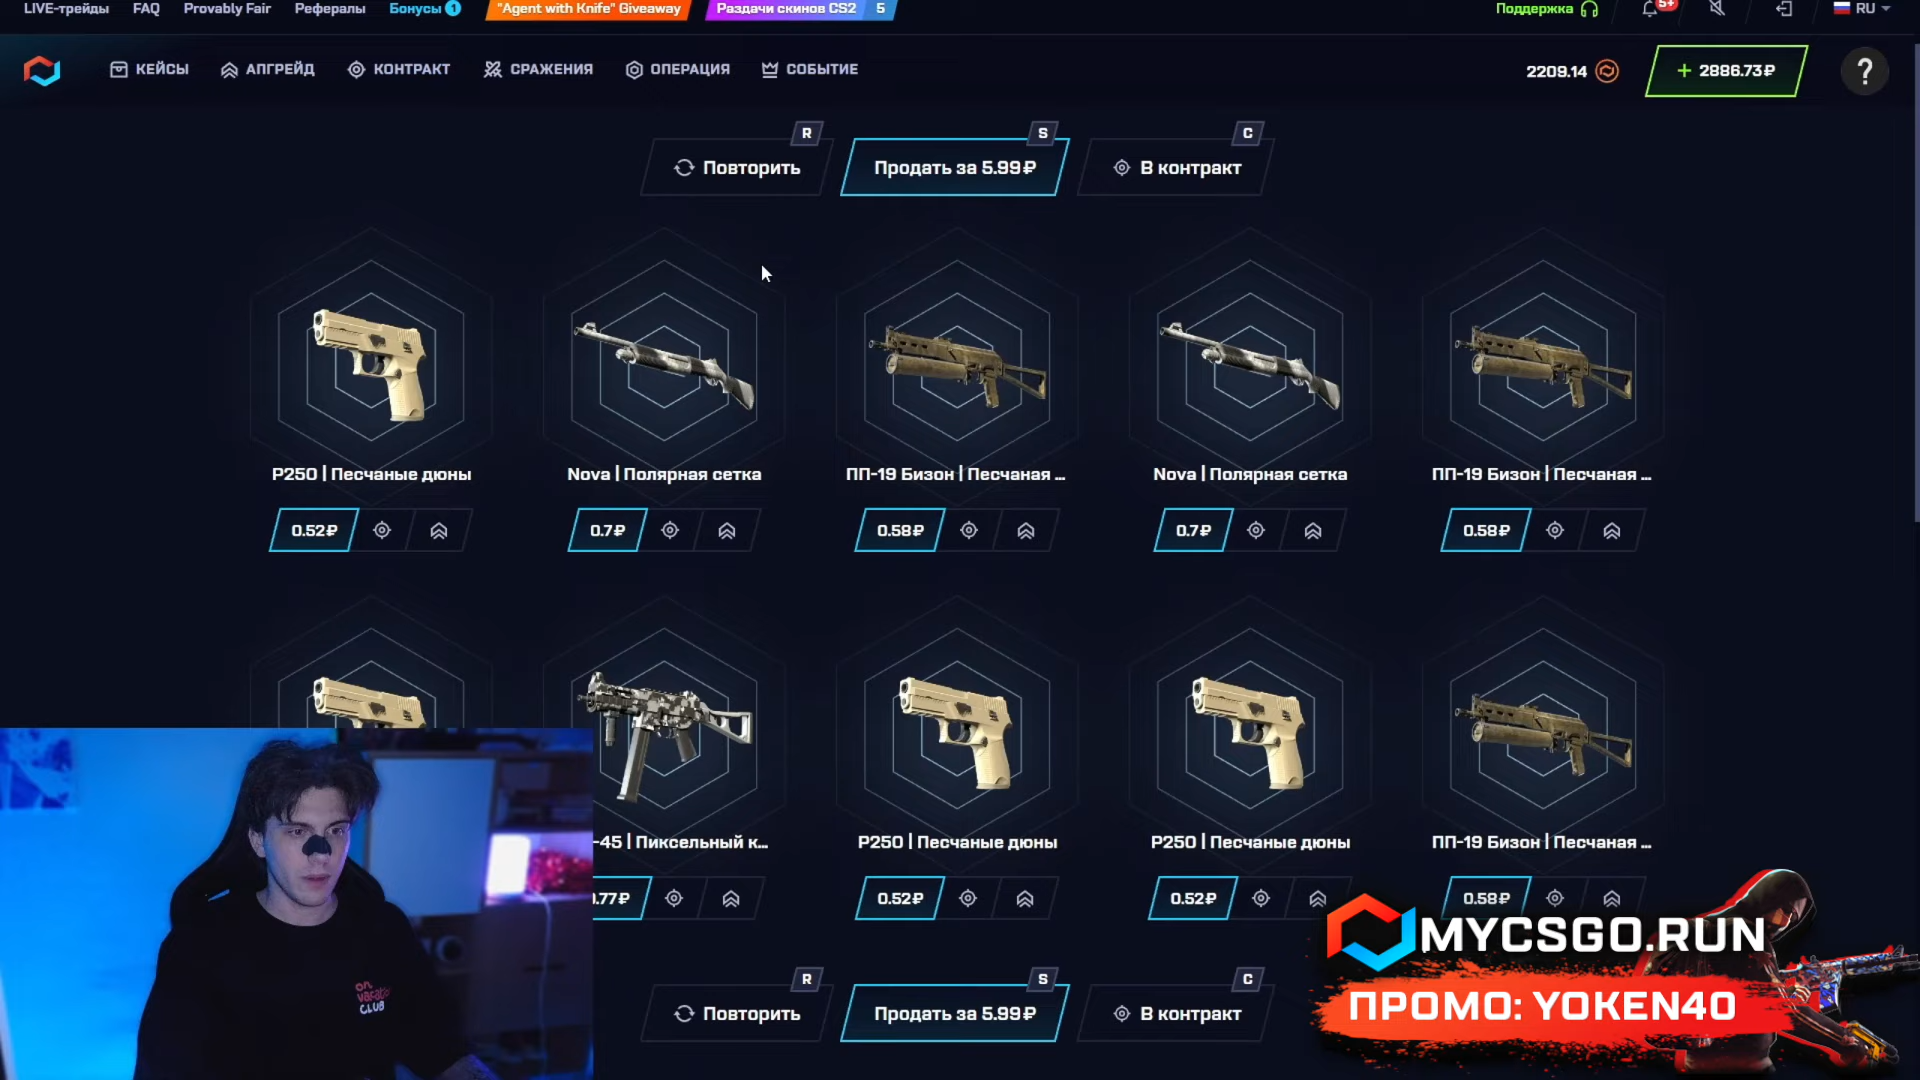 LIVE-трейды FAQ Provably Fair Рефералы Бонусы 1 "Agent with Knife" Giveaway Раздачи скинов CS2 5 Поддержка 5+ RU
КЕЙСЫ АПГРЕЙД КОНТРАКТ СРАЖЕНИЯ ОПЕРАЦИЯ СОБЫТИЕ 2209.14 + 2886.73₽ ?
R S C
Повторить Продать за 5.99₽ В контракт
P250 | Песчаные дюны Nova | Полярная сетка ПП-19 Бизон | Песчаная ... Nova | Полярная сетка ПП-19 Бизон | Песчаная ...
0.52₽ 0.7₽ 0.58₽ 0.7₽ 0.58₽
-45 | Пиксельный к... P250 | Песчаные дюны P250 | Песчаные дюны ПП-19 Бизон | Песчаная ...
.77₽ 0.52₽ 0.52₽ 0.58₽
MYCSGO.RUN
ПРОМО: YOKEN40
R S C
Повторить Продать за 5.99₽ В контракт
on
vacation
CLUB